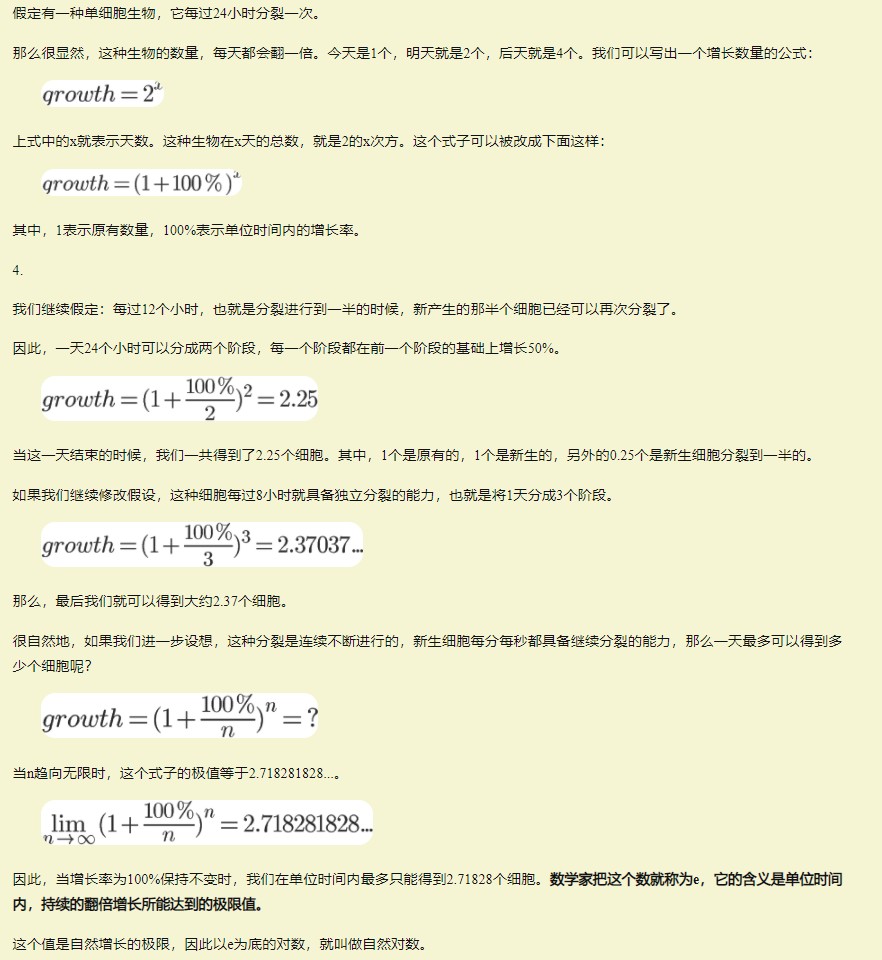 假定有一种单细胞生物，它每过24小时分裂一次。
那么很显然，这种生物的数量，每天都会翻一倍。今天是1个，明天就是2个，后天就是4个。我们可以写出一个增长数量的公式：
growth = 2^x
上式中的x就表示天数。这种生物在x天的总数，就是2的x次方。这个式子可以被改成下面这样：
growth = (1+100%)^x
其中，1表示原有数量，100%表示单位时间内的增长率。
4.
我们继续假定：每过12个小时，也就是分裂进行到一半的时候，新产生的那半个细胞已经可以再次分裂了。
因此，一天24个小时可以分成两个阶段，每一个阶段都在前一个阶段的基础上增长50%。
growth = (1+100%/2)^2 = 2.25
当这一天结束的时候，我们一共得到了2.25个细胞。其中，1个是原有的，1个是新生的，另外的0.25个是新生细胞分裂到一半的。
如果我们继续修改假设，这种细胞每过8小时就具备独立分裂的能力，也就是将1天分成3个阶段。
growth = (1+100%/3)^3 = 2.37037...
那么，最后我们就可以得到大约2.37个细胞。
很自然地，如果我们进一步设想，这种分裂是连续不断进行的，新生细胞每分每秒都具备继续分裂的能力，那么一天最多可以得到多
少个细胞呢？
growth = (1+100%/n)^n = ?
当n趋向无限时，这个式子的极值等于2.718281828...。
lim n→∞ (1+100%/n)^n = 2.718281828...
因此，当增长率为100%保持不变时，我们在单位时间内最多只能得到2.71828个细胞。数学家把这个数就称为e，它的含义是单位时间
内，持续的翻倍增长所能达到的极限值。
这个值是自然增长的极限，因此以e为底的对数，就叫做自然对数。